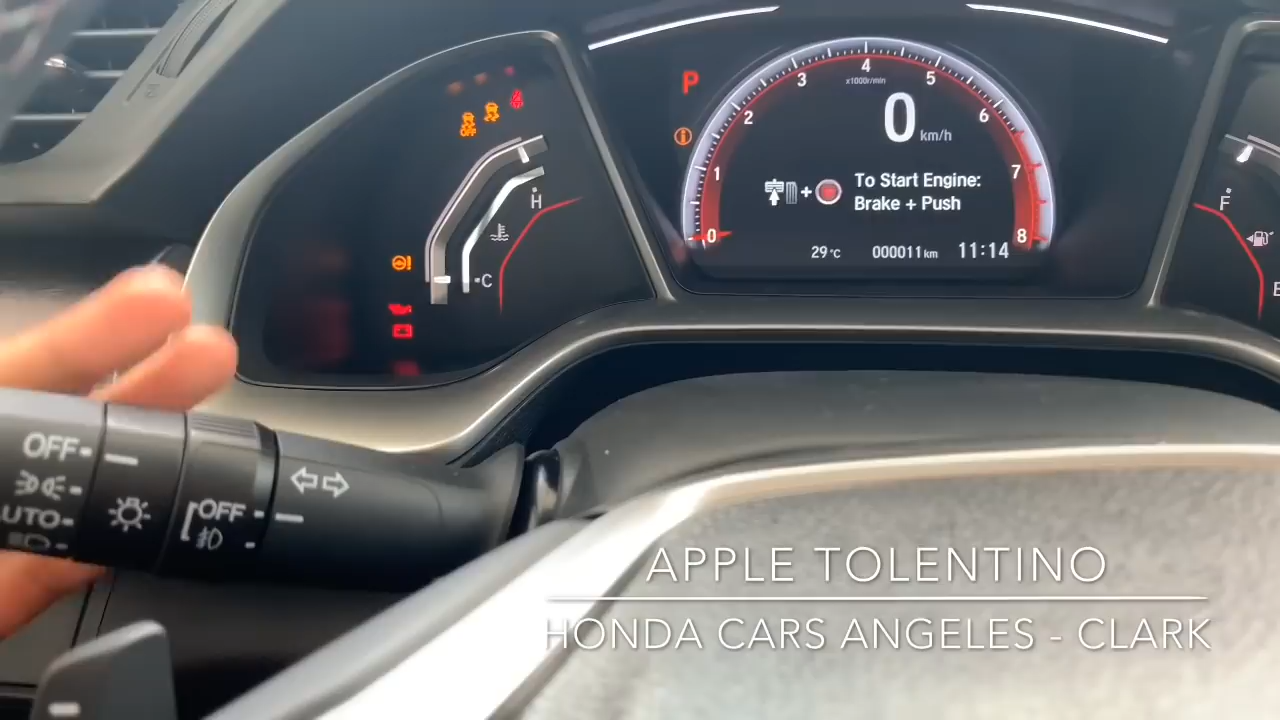 P
4
3
5
x1000r/min
2
6
0
km/h
1
7
To Start Engine:
Brake + Push
0
8
29°C
000011km
11:14
H
C
F
E
OFF
AUTO
OFF
APPLE TOLENTINO
HONDA CARS ANGELES - CLARK